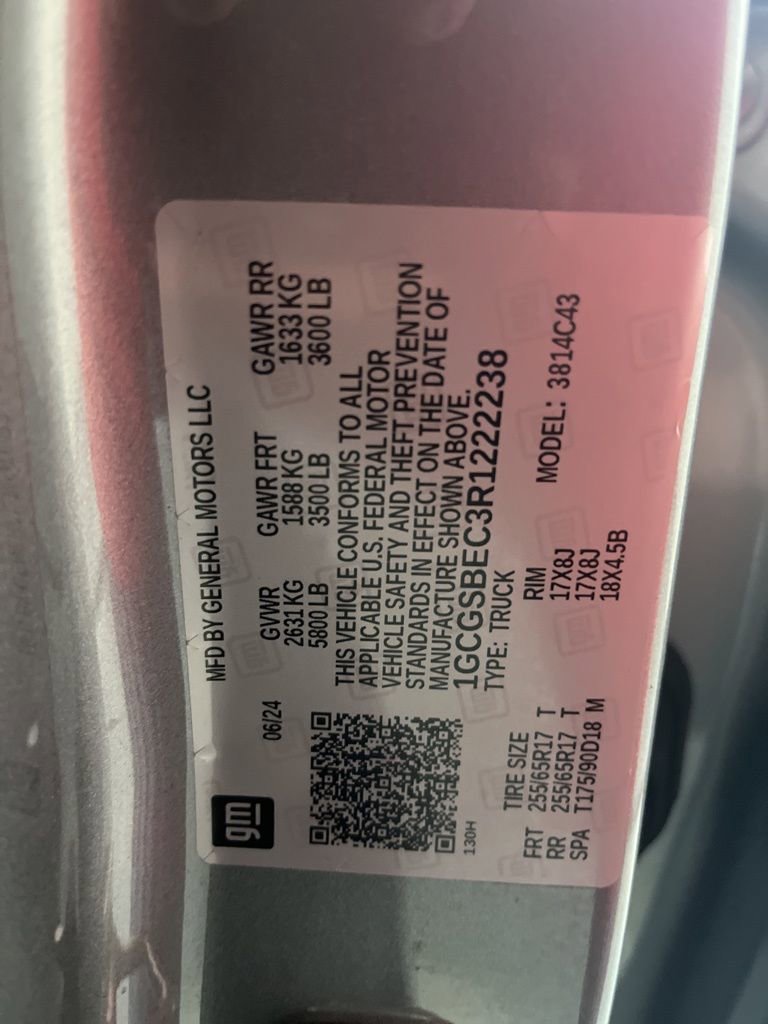 gm
MFD BY GENERAL MOTORS LLC
06/24
GVWR GAWR FRT GAWR RR
2631 KG 1588 KG 1633 KG
5800 LB 3500 LB 3600 LB
THIS VEHICLE CONFORMS TO ALL
APPLICABLE U.S. FEDERAL MOTOR
VEHICLE SAFETY AND THEFT PREVENTION
STANDARDS IN EFFECT ON THE DATE OF
MANUFACTURE SHOWN ABOVE.
1GCGSBEC3R1222238
TYPE: TRUCK
130H
MODEL: 3814C43
TIRE SIZE RIM
FRT 255/65R17 T 17X8J
RR 255/65R17 T 17X8J
SPA T175/90D18 M 18X4.5B